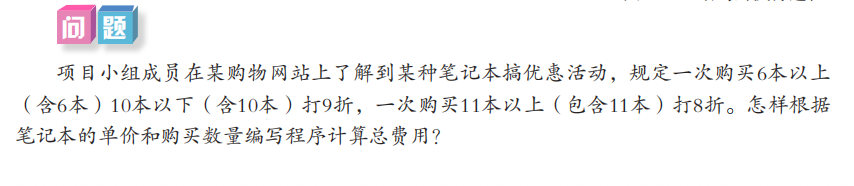 问题
项目小组成员在某购物网站上了解到某种笔记本搞优惠活动，规定一次购买6本以上
（含6本）10本以下（含10本）打9折，一次购买11本以上（包含11本）打8折。怎样根据
笔记本的单价和购买数量编写程序计算总费用？